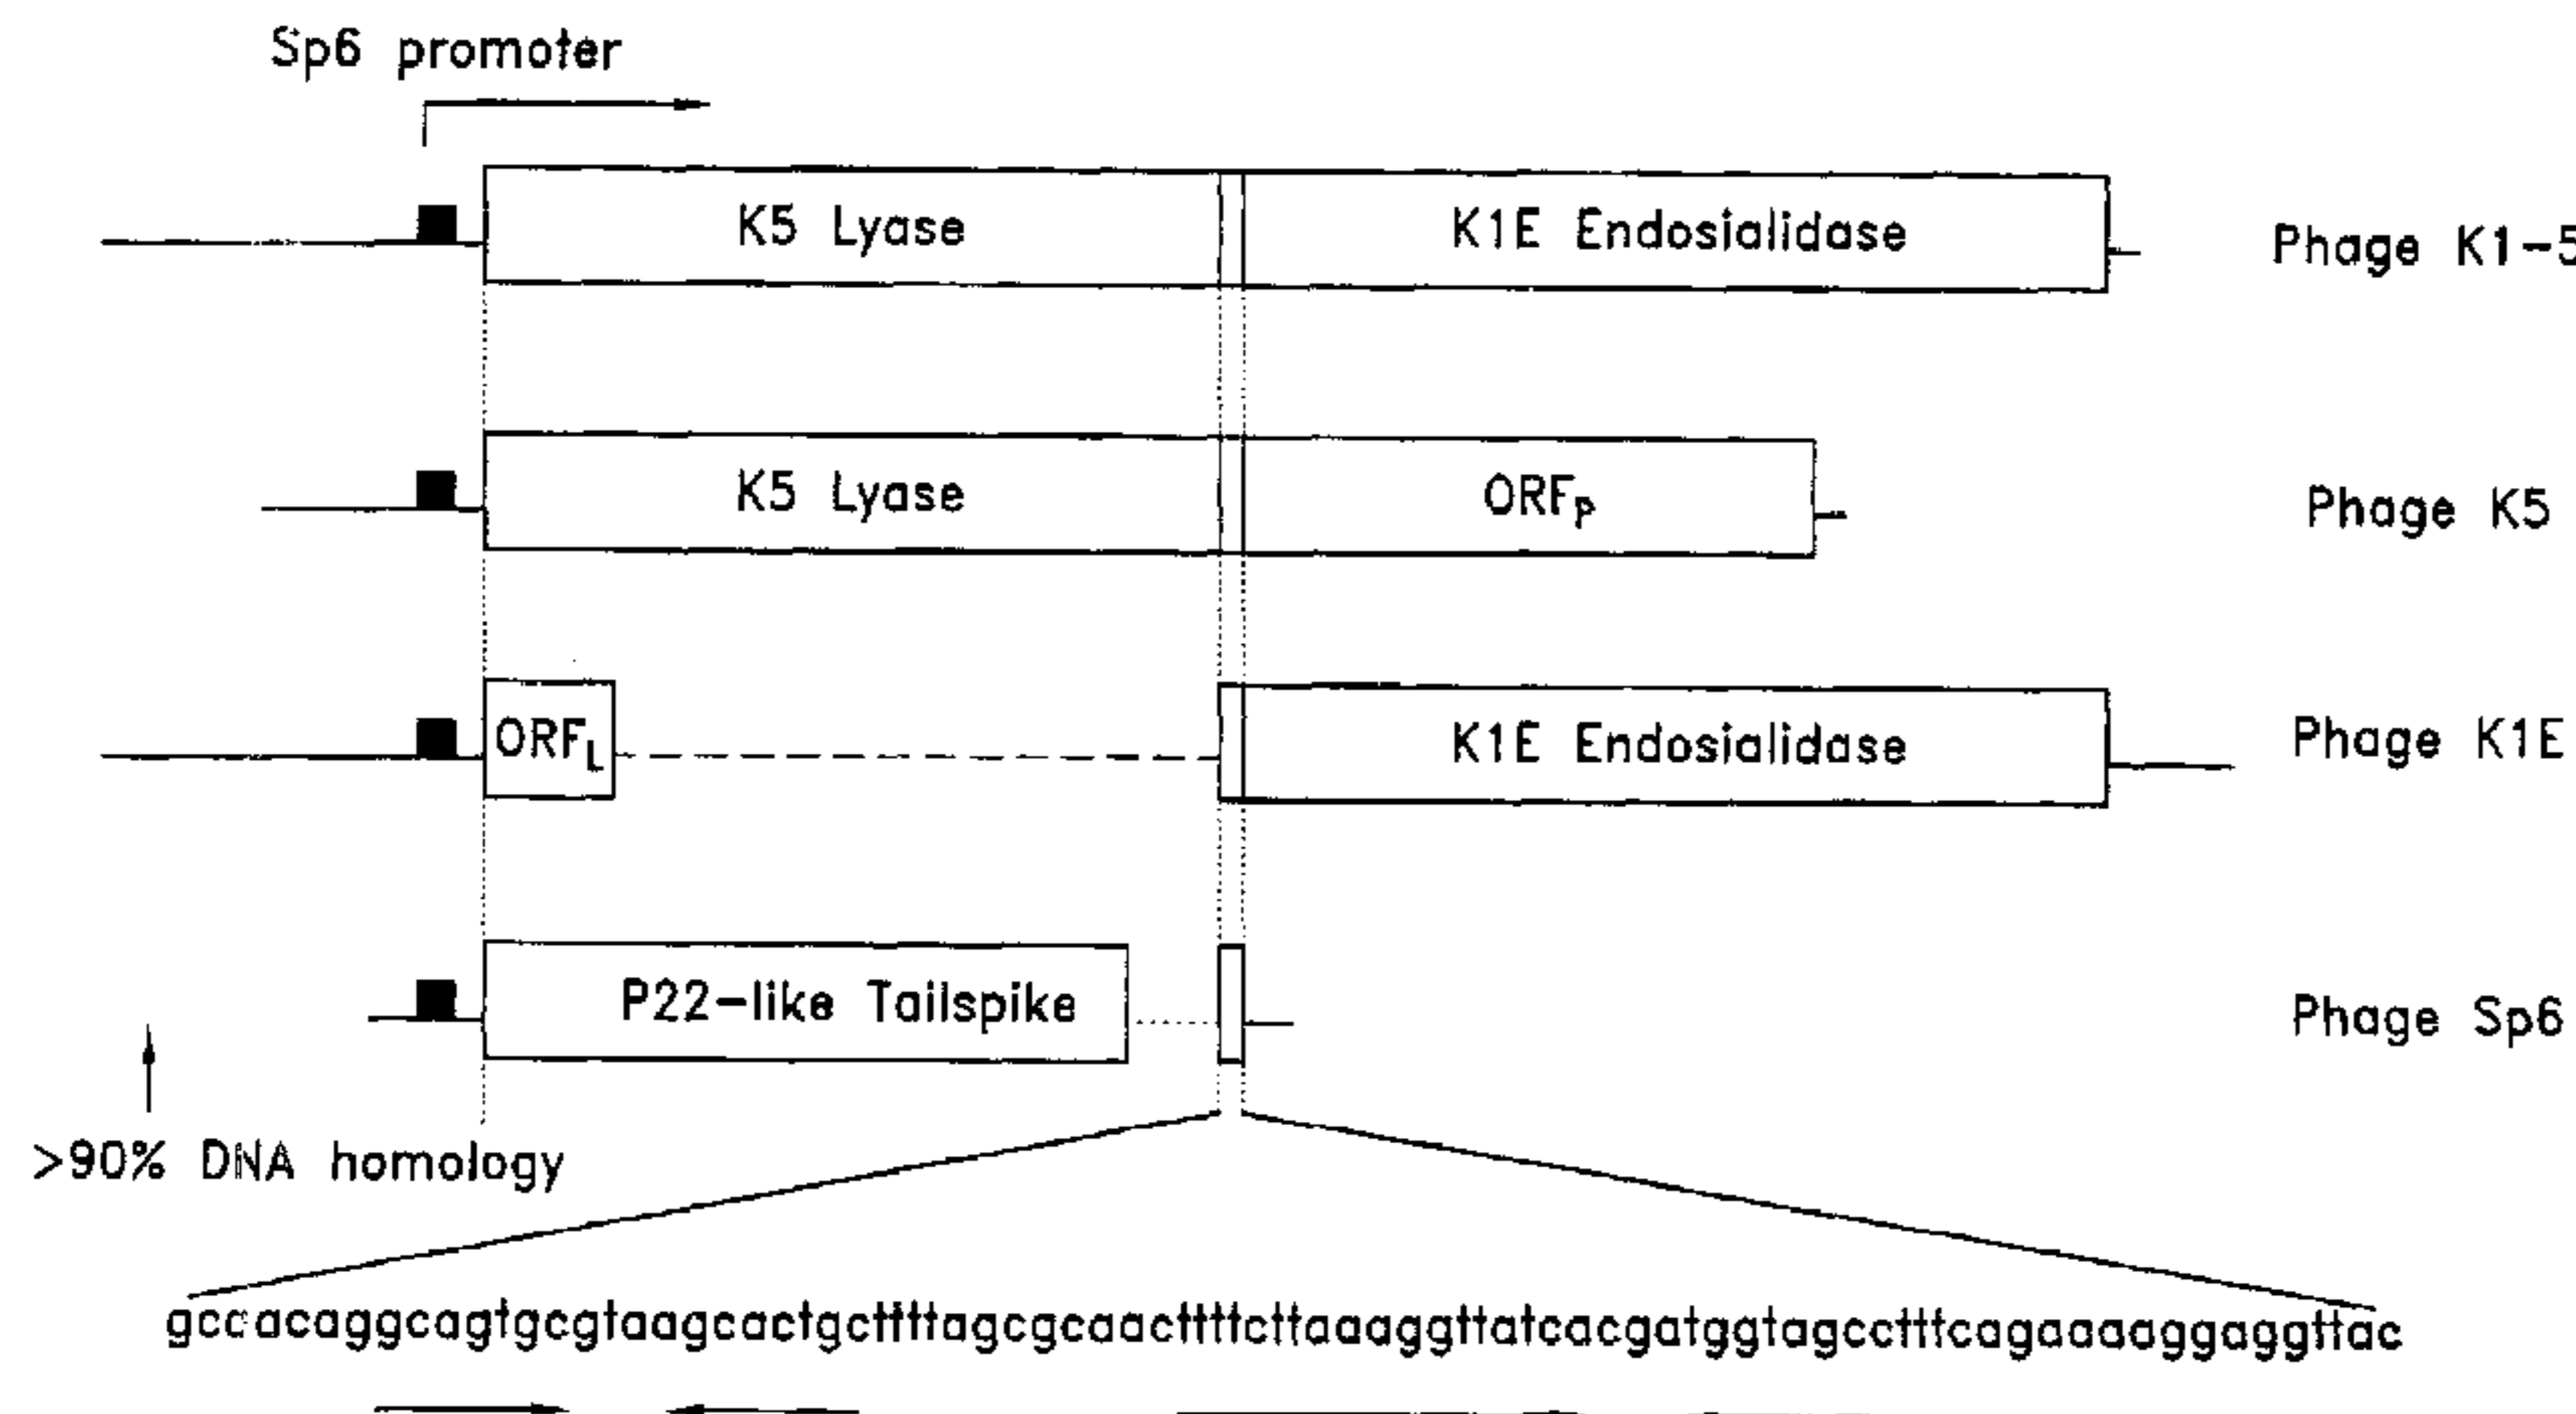 Sp6 promoter
K5 Lyase K1E Endosialidase Phage K1-5
K5 Lyase ORFP Phage K5
ORFL K1E Endosialidase Phage K1E
P22-like Tailspike Phage Sp6
>90% DNA homology
gccacaggcagtgcgtaagcactgcttttagcgcaacttttcttaaaggttatcacgatggtagcctttcagaaaaggaggttac